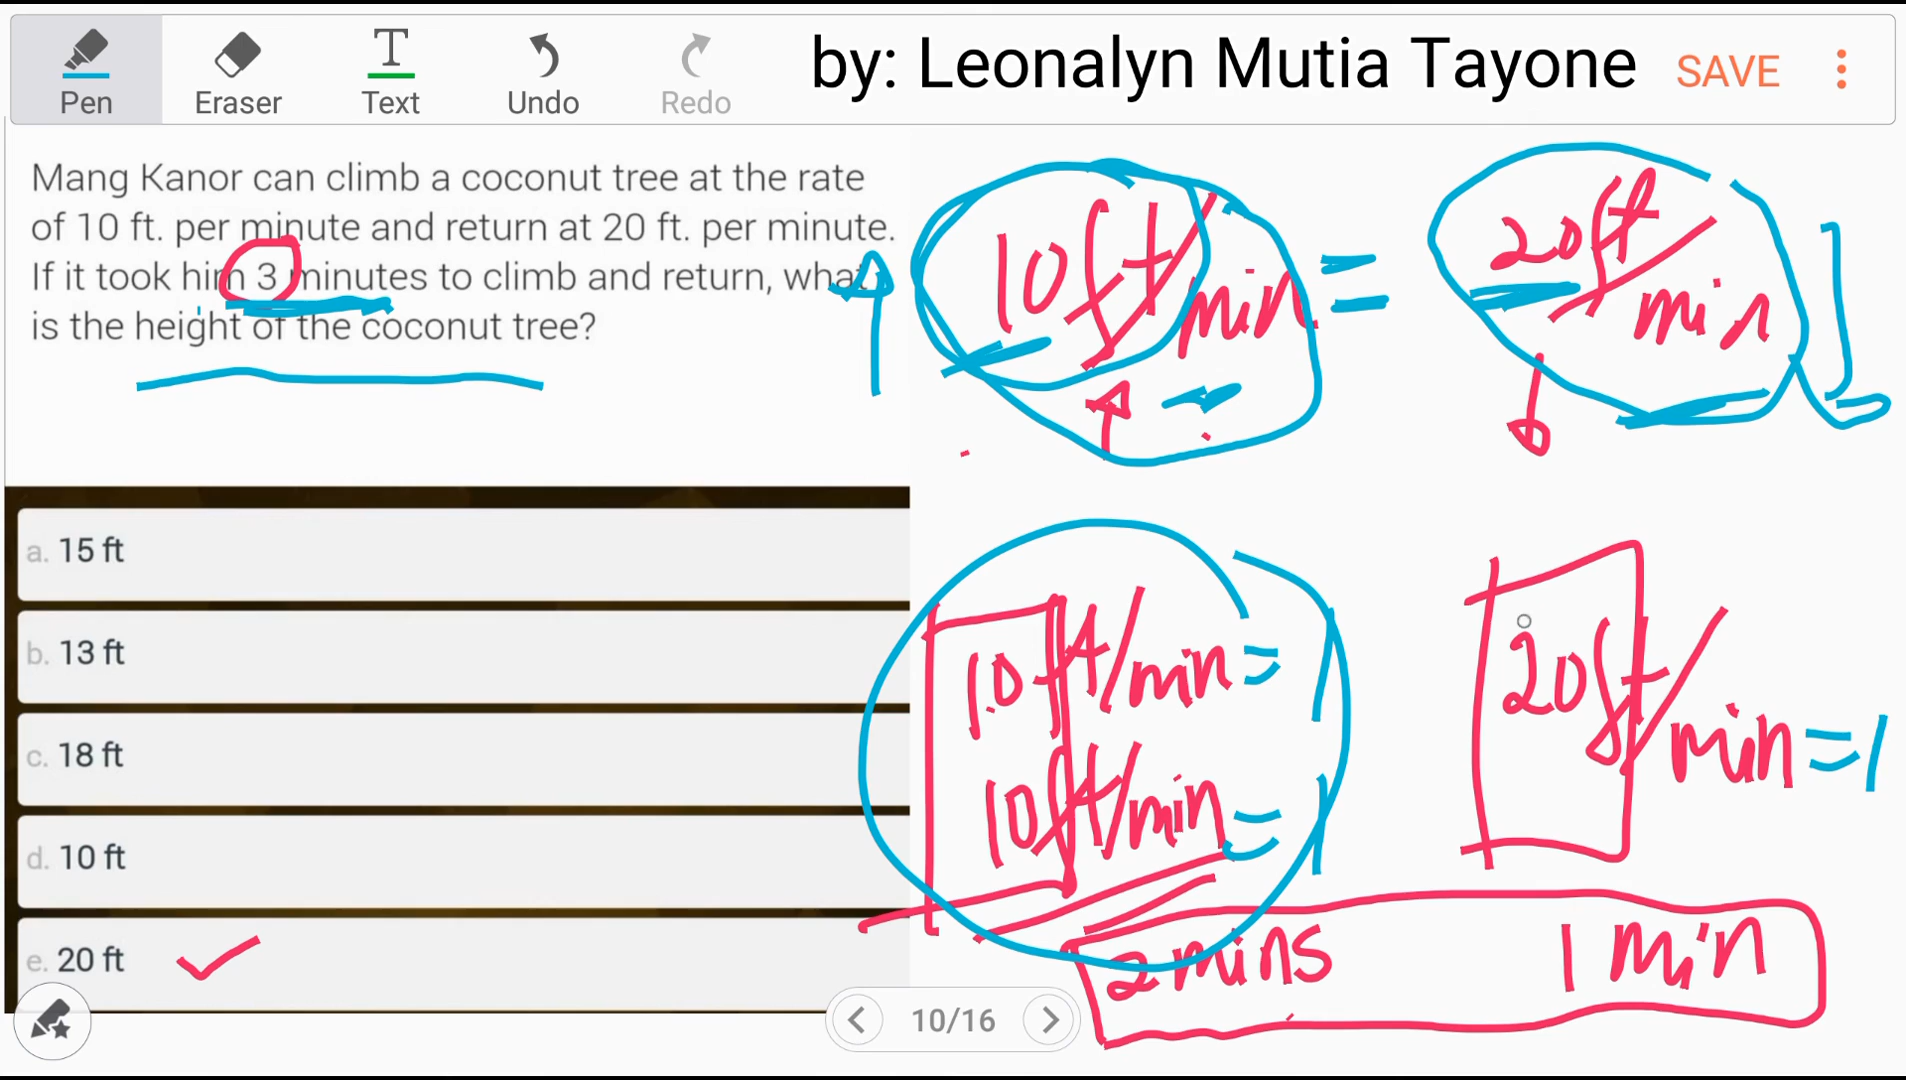 Pen
Eraser
Text
Undo
Redo
by: Leonalyn Mutia Tayone
SAVE
Mang Kanor can climb a coconut tree at the rate
of 10 ft. per minute and return at 20 ft. per minute.
If it took him 3 minutes to climb and return, what
is the height of the coconut tree?
a. 15 ft
b. 13 ft
c. 18 ft
d. 10 ft
e. 20 ft
10/16
10ft/min = 20ft/min
10ft/min = 1
10ft/min = 1
20ft/min = 1
2 mins 1 min